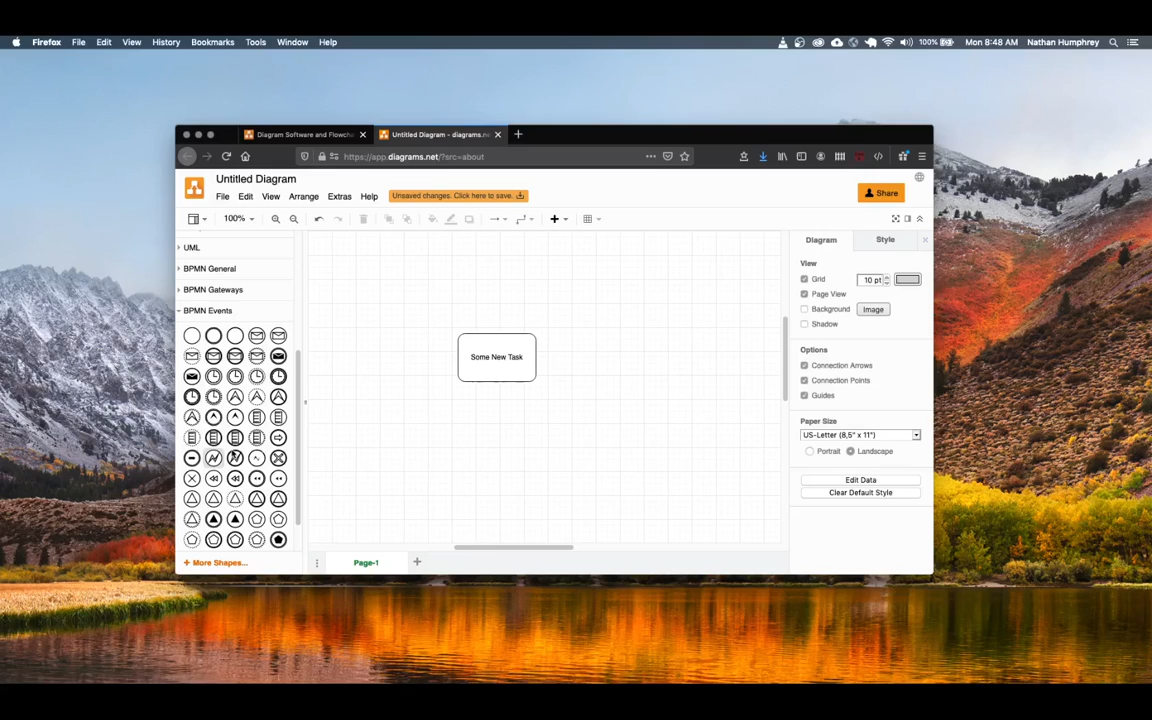 Firefox File Edit View History Bookmarks Tools Window Help 100% Mon 8:48 AM Nathan Humphrey
Diagram Software and Flowcha Untitled Diagram - diagrams.ne
https://app.diagrams.net/?src=about
Untitled Diagram
File Edit View Arrange Extras Help Unsaved changes. Click here to save. Share
100%
UML
BPMN General
BPMN Gateways
BPMN Events
More Shapes...
Some New Task
Page-1
Diagram Style
View
Grid 10 pt
Page View
Background Image
Shadow
Options
Connection Arrows
Connection Points
Guides
Paper Size
US-Letter (8,5" x 11")
Portrait Landscape
Edit Data
Clear Default Style